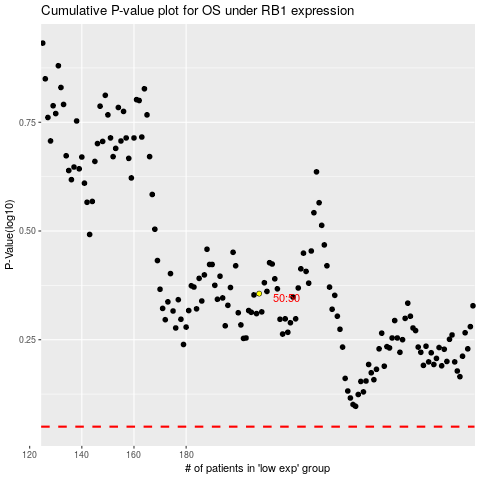 Cumulative P-value plot for OS under RB1 expression
P-Value(log10)
0.75
0.50
0.25
50:50
120 140 160 180
# of patients in 'low exp' group